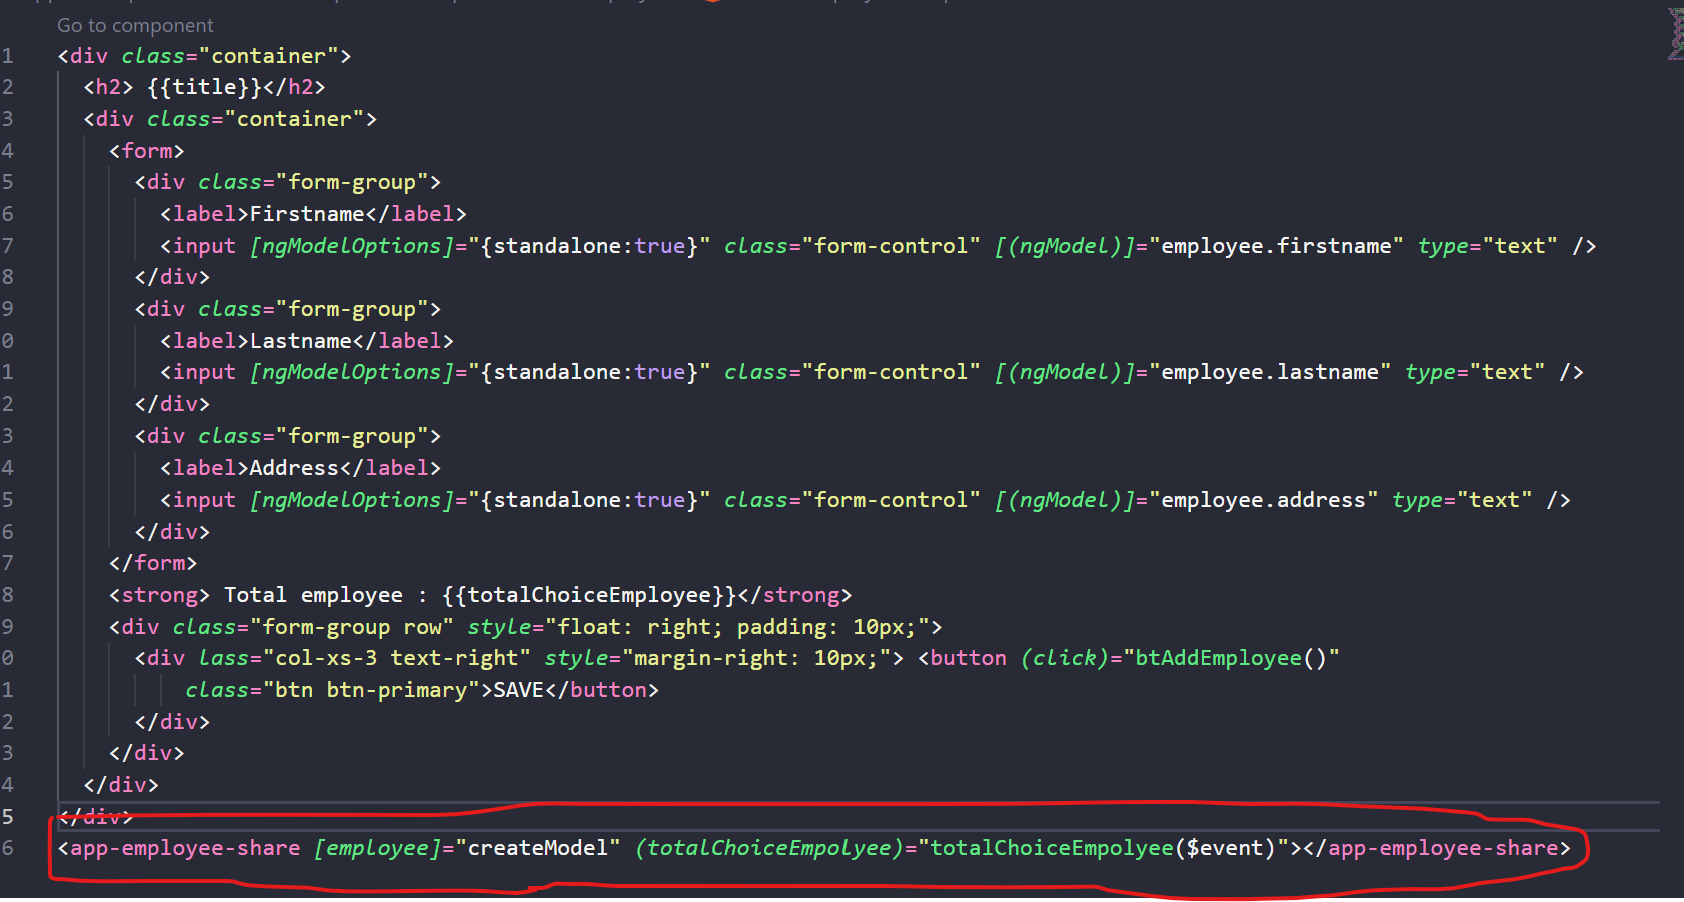 Go to component
1 <div class="container">
2 <h2> {{title}}</h2>
3 <div class="container">
4 <form>
5 <div class="form-group">
6 <label>Firstname</label>
7 <input [ngModelOptions]="{standalone:true}" class="form-control" [(ngModel)]="employee.firstname" type="text" />
8 </div>
9 <div class="form-group">
0 <label>Lastname</label>
1 <input [ngModelOptions]="{standalone:true}" class="form-control" [(ngModel)]="employee.lastname" type="text" />
2 </div>
3 <div class="form-group">
4 <label>Address</label>
5 <input [ngModelOptions]="{standalone:true}" class="form-control" [(ngModel)]="employee.address" type="text" />
6 </div>
7 </form>
8 <strong> Total employee : {{totalChoiceEmployee}}</strong>
9 <div class="form-group row" style="float: right; padding: 10px;">
0 <div lass="col-xs-3 text-right" style="margin-right: 10px;"> <button (click)="btAddEmployee()"
1 class="btn btn-primary">SAVE</button>
2 </div>
3 </div>
4 </div>
5 </div>
6 <app-employee-share [employee]="createModel" (totalChoiceEmpolyee)="totalChoiceEmpolyee($event)"></app-employee-share>